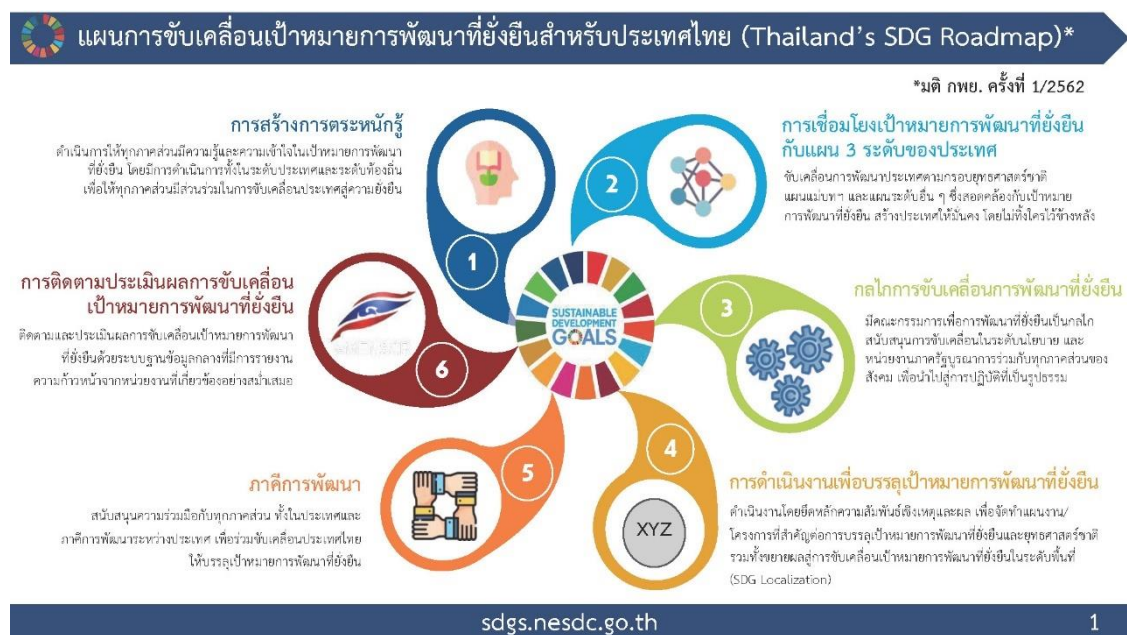 แผนการขับเคลื่อนเป้าหมายการพัฒนาที่ยั่งยืนสำหรับประเทศไทย (Thailand's SDG Roadmap)*
*มติ กพย. ครั้งที่ 1/2562
การสร้างการตระหนักรู้
ดำเนินการให้ทุกภาคส่วนมีความรู้และความเข้าใจในเป้าหมายการพัฒนา
ที่ยั่งยืน โดยมีการดำเนินการทั้งในระดับประเทศและระดับท้องถิ่น
เพื่อให้ทุกภาคส่วนมีส่วนร่วมในการขับเคลื่อนประเทศสู่ความยั่งยืน
1
2
การเชื่อมโยงเป้าหมายการพัฒนาที่ยั่งยืน
กับแผน 3 ระดับของประเทศ
ขับเคลื่อนการพัฒนาประเทศตามกรอบยุทธศาสตร์ชาติ
แผนแม่บทฯ และแผนระดับอื่น ๆ ซึ่งสอดคล้องกับเป้าหมาย
การพัฒนาที่ยั่งยืน สร้างประเทศให้มั่นคง โดยไม่ทิ้งใครไว้ข้างหลัง
3
กลไกการขับเคลื่อนการพัฒนาที่ยั่งยืน
มีคณะกรรมการเพื่อการพัฒนาที่ยั่งยืนเป็นกลไก
สนับสนุนการขับเคลื่อนในระดับนโยบาย และ
หน่วยงานภาครัฐบูรณาการร่วมกับทุกภาคส่วนของ
สังคม เพื่อนำไปสู่การปฏิบัติที่เป็นรูปธรรม
SUSTAINABLE
DEVELOPMENT
GOALS
การติดตามประเมินผลการขับเคลื่อน
เป้าหมายการพัฒนาที่ยั่งยืน
ติดตามและประเมินผลการขับเคลื่อนเป้าหมายการพัฒนา
ที่ยั่งยืนด้วยระบบฐานข้อมูลกลางที่มีการรายงาน
ความก้าวหน้าจากหน่วยงานที่เกี่ยวข้องอย่างสม่ำเสมอ
6
4
XYZ
การดำเนินงานเพื่อบรรลุเป้าหมายการพัฒนาที่ยั่งยืน
ดำเนินงานโดยยึดหลักความสัมพันธ์เชิงเหตุและผล เพื่อจัดทำแผนงาน/
โครงการที่สำคัญต่อการบรรลุเป้าหมายการพัฒนาที่ยั่งยืนและยุทธศาสตร์ชาติ
รวมทั้งขยายผลสู่การขับเคลื่อนเป้าหมายการพัฒนาที่ยั่งยืนในระดับพื้นที่
(SDG Localization)
5
ภาคีการพัฒนา
สนับสนุนความร่วมมือกับทุกภาคส่วน ทั้งในประเทศและ
ภาคีการพัฒนาระหว่างประเทศ เพื่อร่วมขับเคลื่อนประเทศไทย
ให้บรรลุเป้าหมายการพัฒนาที่ยั่งยืน
sdgs.nesdc.go.th
1